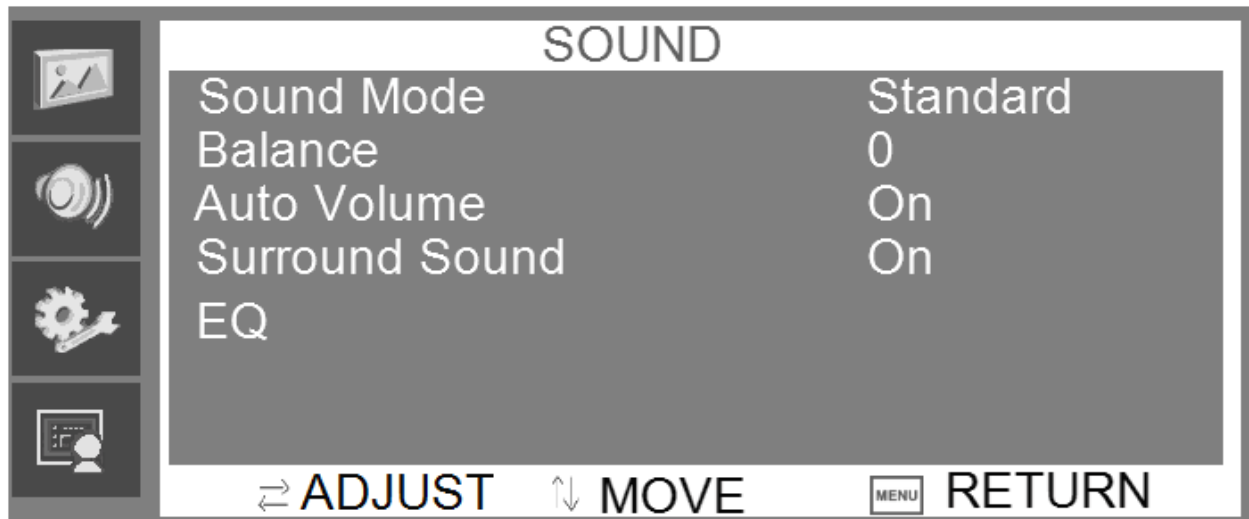 SOUND
Sound Mode Standard
Balance 0
Auto Volume On
Surround Sound On
EQ
⇄ ADJUST ↑↓ MOVE MENU RETURN